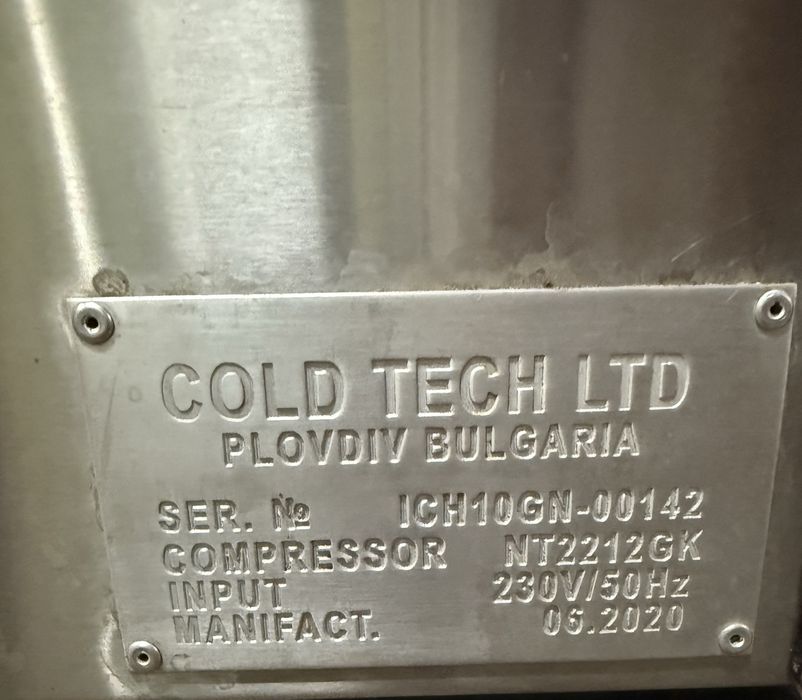 COLD TECH LTD
PLOVDIV BULGARIA
SER. № ICH10GN-00142
COMPRESSOR NT2212GK
INPUT 230V/50Hz
MANIFACT. 06.2020